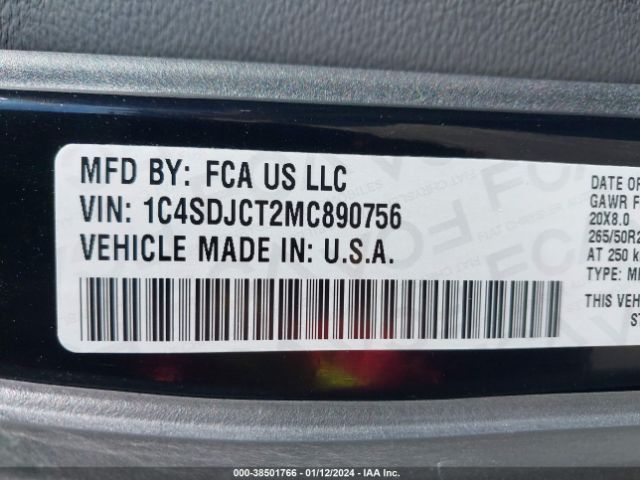 MFD BY: FCA US LLC
VIN: 1C4SDJCT2MC890756
VEHICLE MADE IN: U.S.A.
DATE OF
GAWR F
20X8.0
265/50R2
AT 250 k
TYPE: M
THIS VEH
ST
000-38501766 - 01/12/2024 - IAA Inc.